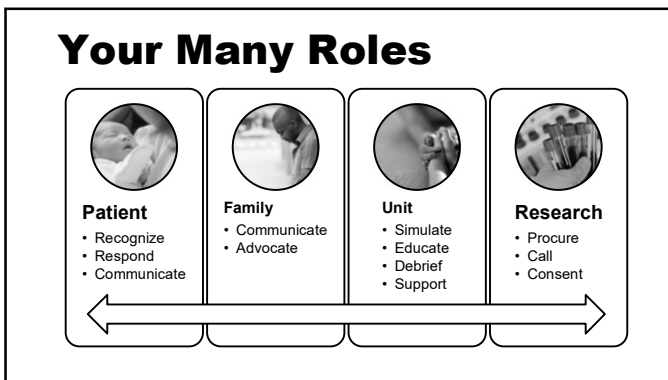 Your Many Roles
Patient
• Recognize
• Respond
• Communicate
Family
• Communicate
• Advocate
Unit
• Simulate
• Educate
• Debrief
• Support
Research
• Procure
• Call
• Consent